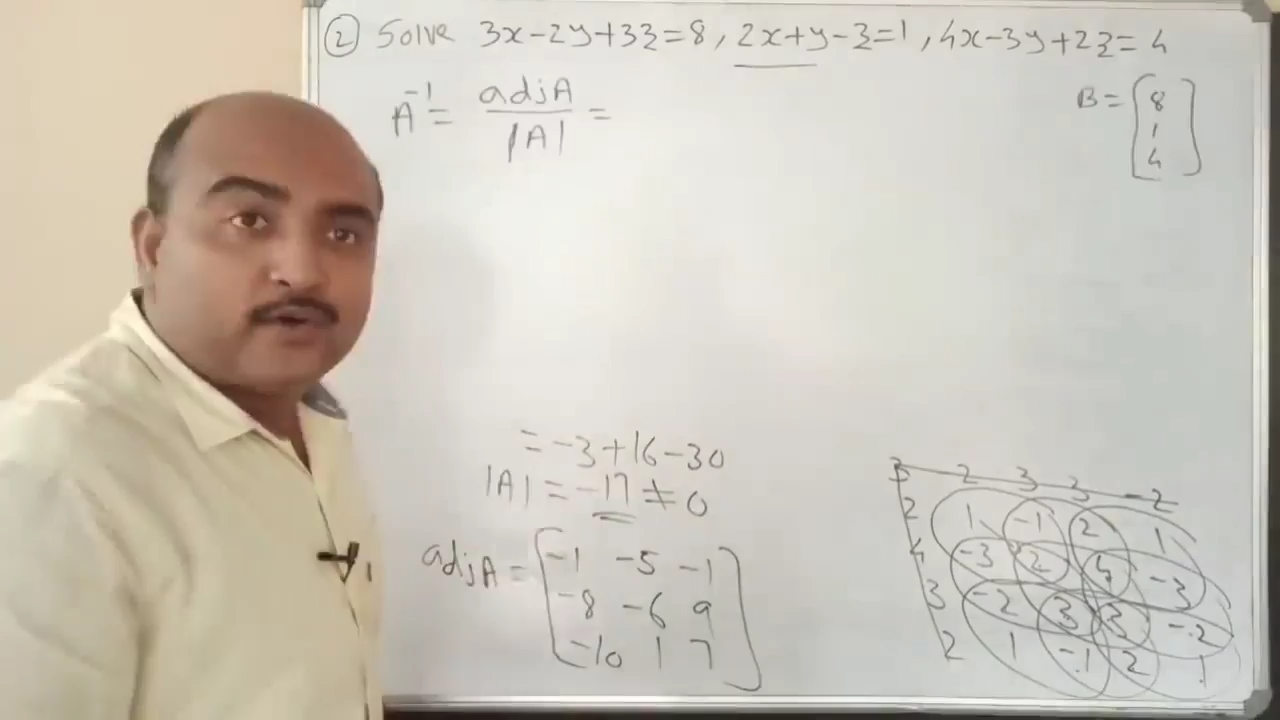 ② Solve 3x-2y+3z=8, 2x+y-z=1, 4x-3y+2z=4
A⁻¹ = adjA / |A| =
B = [8
1
4]
= -3+16-30
|A| = -17 ≠ 0
adjA = [-1 -5 -1
-8 -6 9
-10 1 7]
3 2 3 3 -2
2 1 -1 2 1
4 -3 2 4 -3
3 -2 3 3 -2
2 1 -1 2 1